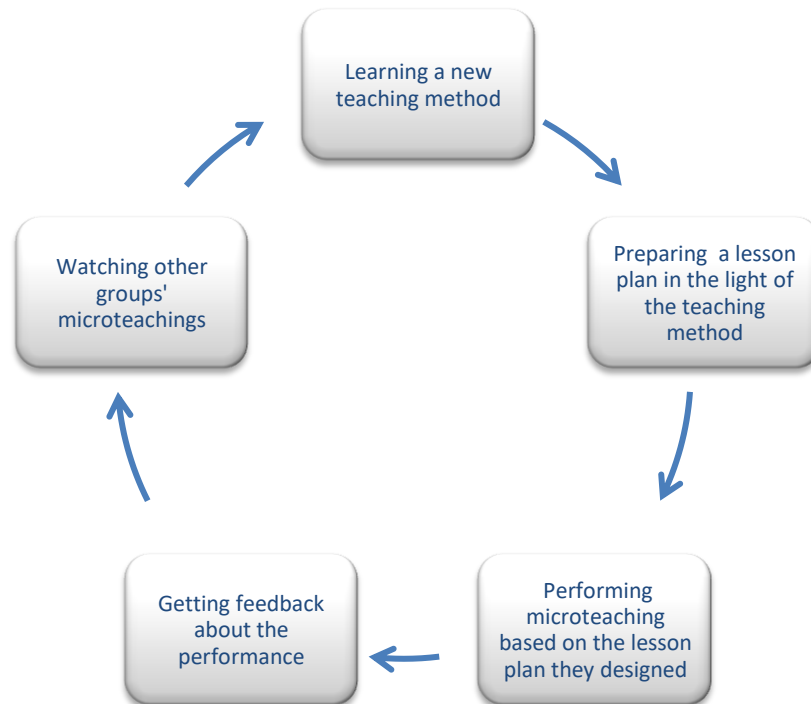 Learning a new
teaching method
Preparing  a lesson
plan in the light of
the teaching
method
Performing
microteaching
based on the lesson
plan they designed
Getting feedback
about the
performance
Watching other
groups'
microteachings